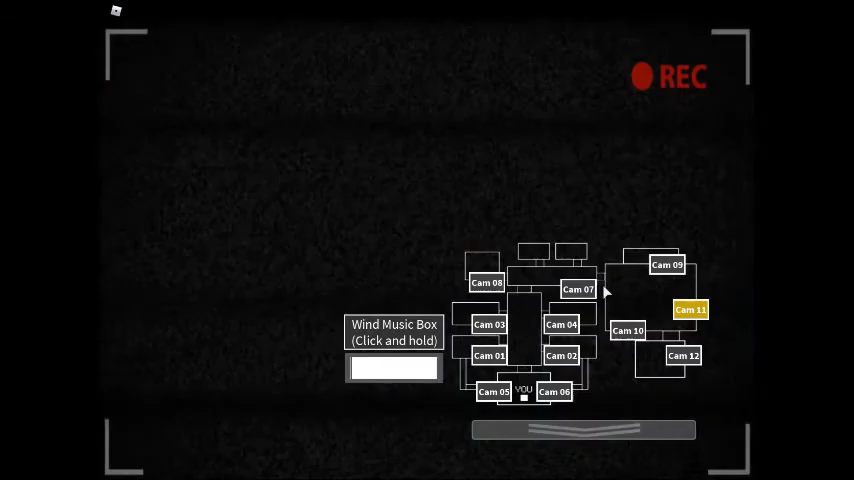 REC
Cam 09
Cam 08
Cam 07
Cam 11
Wind Music Box
(Click and hold)
Cam 03
Cam 04
Cam 10
Cam 01
Cam 02
Cam 12
Cam 05
YOU
Cam 06